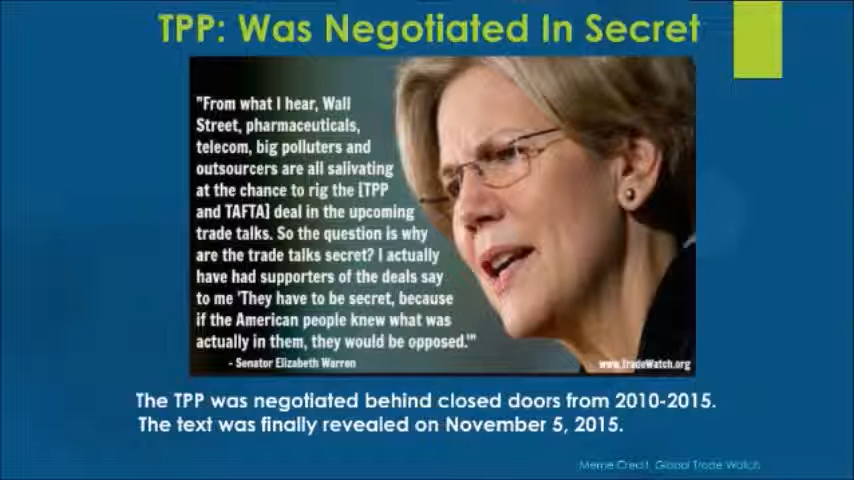 TPP: Was Negotiated In Secret
"From what I hear, Wall
Street, pharmaceuticals,
telecom, big polluters and
outsourcers are all salivating
at the chance to rig the [TPP
and TAFTA] deal in the upcoming
trade talks. So the question is why
are the trade talks secret? I actually
have had supporters of the deals say
to me 'They have to be secret, because
if the American people knew what was
actually in them, they would be opposed.'"
- Senator Elizabeth Warren
www.TradeWatch.org
The TPP was negotiated behind closed doors from 2010-2015.
The text was finally revealed on November 5, 2015.
Meme Credit: Global Trade Watch